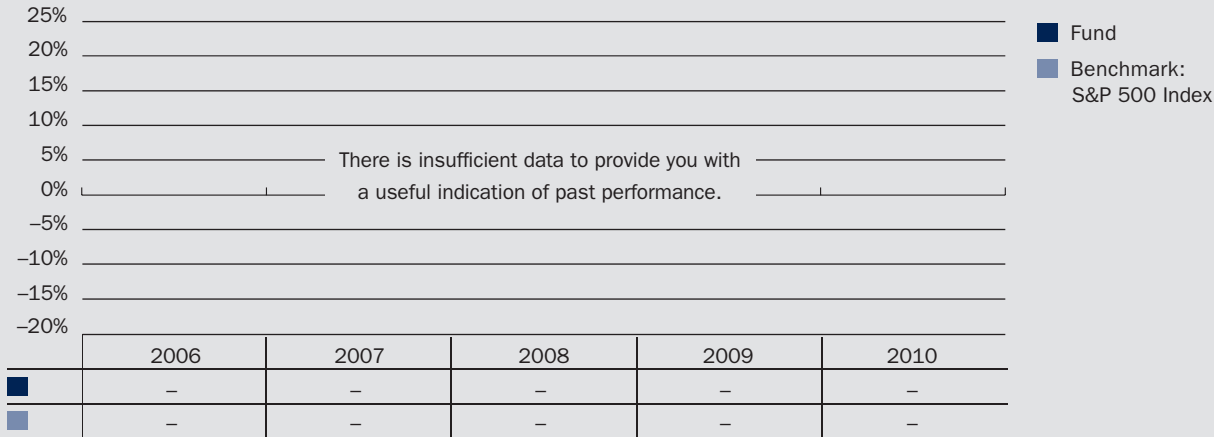 25%
20%
15%
10%
5%
0%
–5%
–10%
–15%
–20%
There is insufficient data to provide you with
a useful indication of past performance.
Fund
Benchmark:
S&P 500 Index
2006 2007 2008 2009 2010
– – – – –
– – – – –